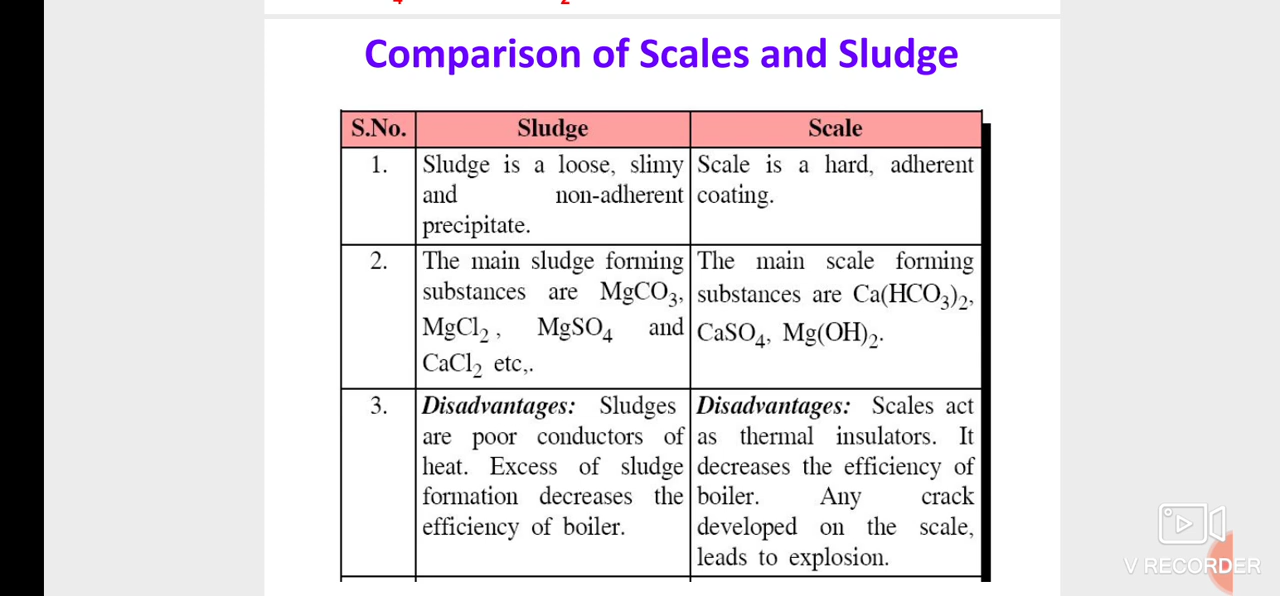 Comparison of Scales and Sludge
S.No. Sludge Scale
1. Sludge is a loose, slimy
and non-adherent
precipitate.
Scale is a hard, adherent
coating.
2. The main sludge forming
substances are MgCO₃,
MgCl₂, MgSO₄ and
CaCl₂ etc,.
The main scale forming
substances are Ca(HCO₃)₂,
CaSO₄, Mg(OH)₂.
3. Disadvantages: Sludges
are poor conductors of
heat. Excess of sludge
formation decreases the
efficiency of boiler.
Disadvantages: Scales act
as thermal insulators. It
decreases the efficiency of
boiler. Any crack
developed on the scale,
leads to explosion.
V RECORDER